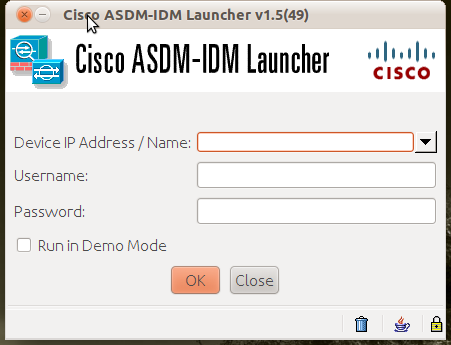 Cisco ASDM-IDM Launcher v1.5(49)
Cisco ASDM-IDM Launcher
CISCO
Device IP Address / Name:
Username:
Password:
Run in Demo Mode
OK Close